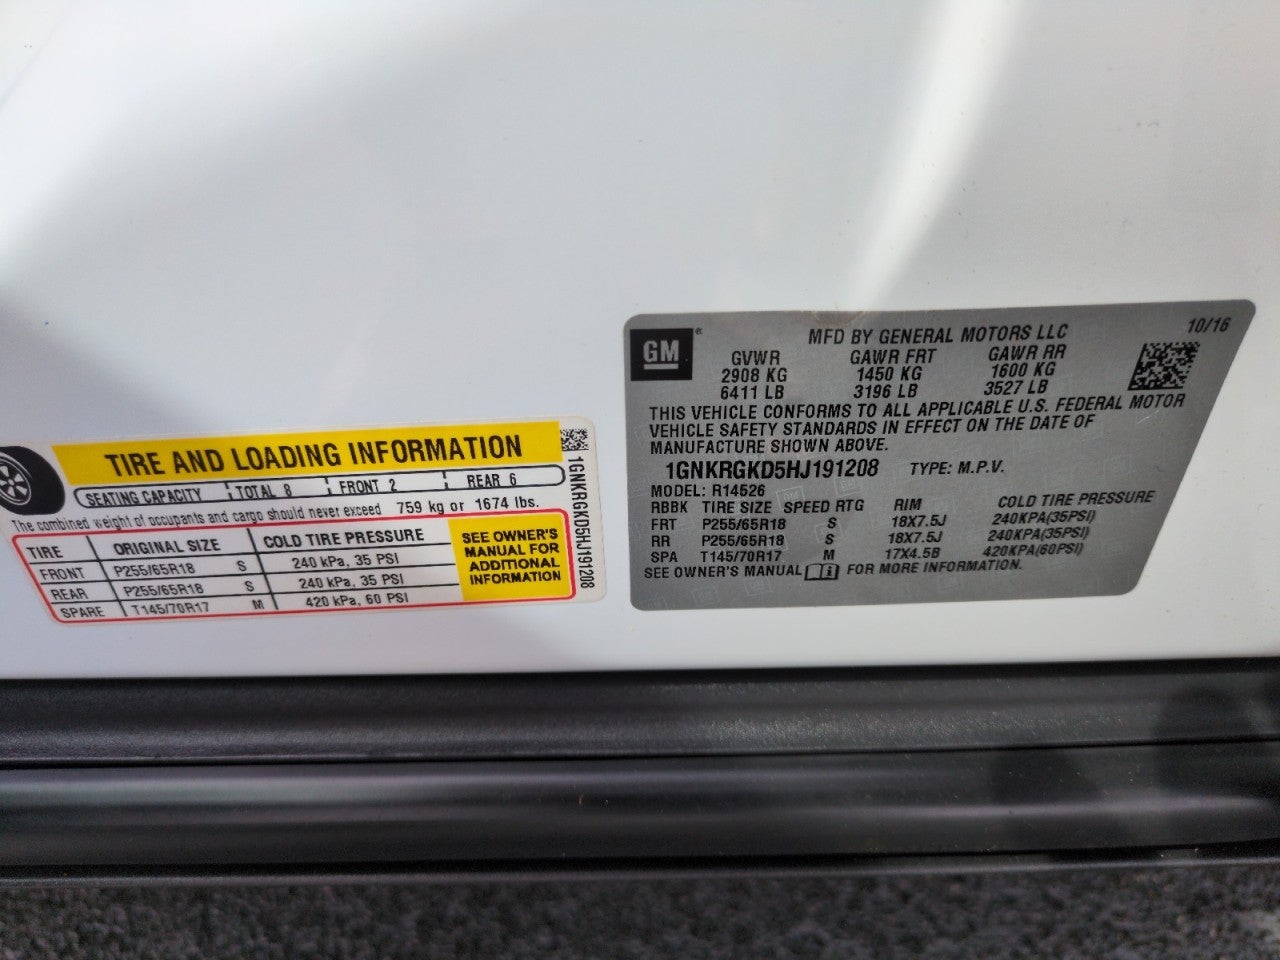 TIRE AND LOADING INFORMATION
SEATING CAPACITY TOTAL 8 FRONT 2 REAR 6
The combined weight of occupants and cargo should never exceed 759 kg or 1674 lbs.
TIRE ORIGINAL SIZE COLD TIRE PRESSURE
FRONT P255/65R18 S 240 kPa, 35 PSI
REAR P255/65R18 S 240 kPa, 35 PSI
SPARE T145/70R17 M 420 kPa, 60 PSI
SEE OWNER'S
MANUAL FOR
ADDITIONAL
INFORMATION
1GNKRGKD5HJ191208
GM®
MFD BY GENERAL MOTORS LLC 10/16
GVWR GAWR FRT GAWR RR
2908 KG 1450 KG 1600 KG
6411 LB 3196 LB 3527 LB
THIS VEHICLE CONFORMS TO ALL APPLICABLE U.S. FEDERAL MOTOR
VEHICLE SAFETY STANDARDS IN EFFECT ON THE DATE OF
MANUFACTURE SHOWN ABOVE.
1GNKRGKD5HJ191208 TYPE: M.P.V.
MODEL: R14526
RBBK TIRE SIZE SPEED RTG RIM COLD TIRE PRESSURE
FRT P255/65R18 S 18X7.5J 240KPA(35PSI)
RR P255/65R18 S 18X7.5J 240KPA(35PSI)
SPA T145/70R17 M 17X4.5B 420KPA(60PSI)
SEE OWNER'S MANUAL FOR MORE INFORMATION.